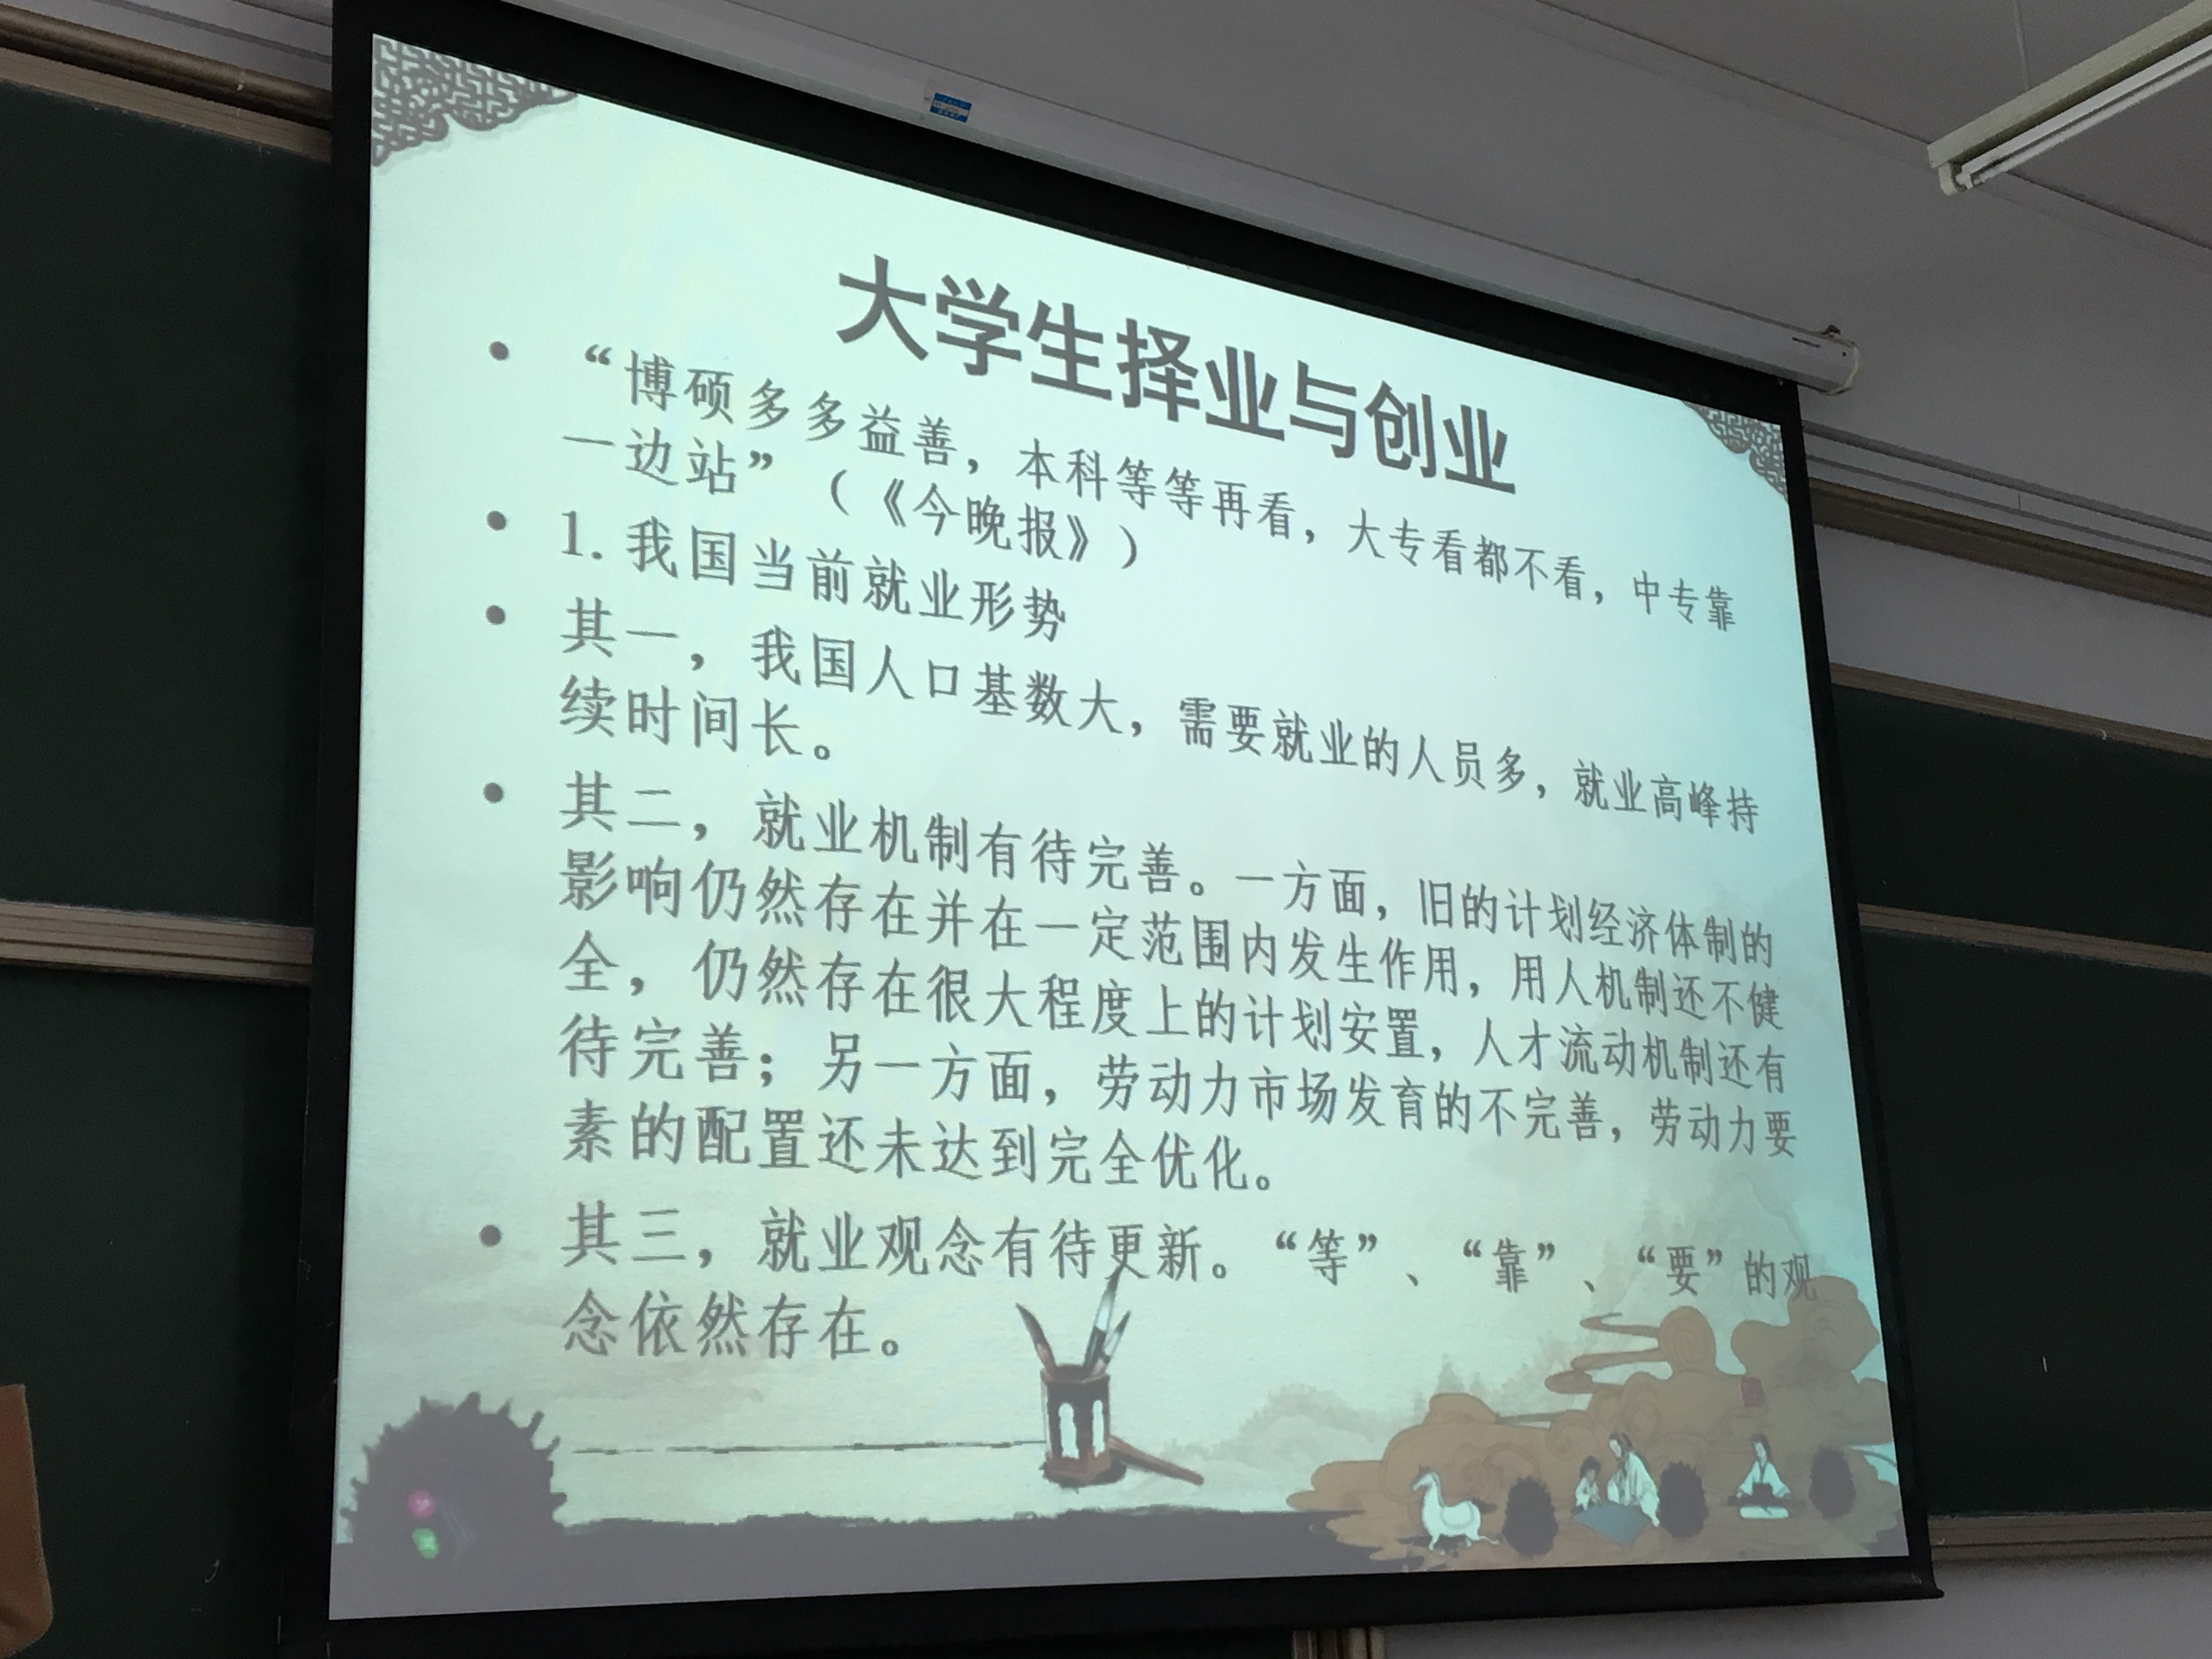 大学生择业与创业
• “博硕多多益善，本科等等再看，大专看都不看，中专靠
一边站”（《今晚报》）
• 1.我国当前就业形势
• 其一，我国人口基数大，需要就业的人员多，就业高峰持
续时间长。
• 其二，就业机制有待完善。一方面，旧的计划经济体制的
影响仍然存在并在一定范围内发生作用，用人机制还不健
全，仍然存在很大程度上的计划安置，人才流动机制还有
待完善；另一方面，劳动力市场发育的不完善，劳动力要
素的配置还未达到完全优化。
• 其三，就业观念有待更新。“等”、“靠”、“要”的观
念依然存在。